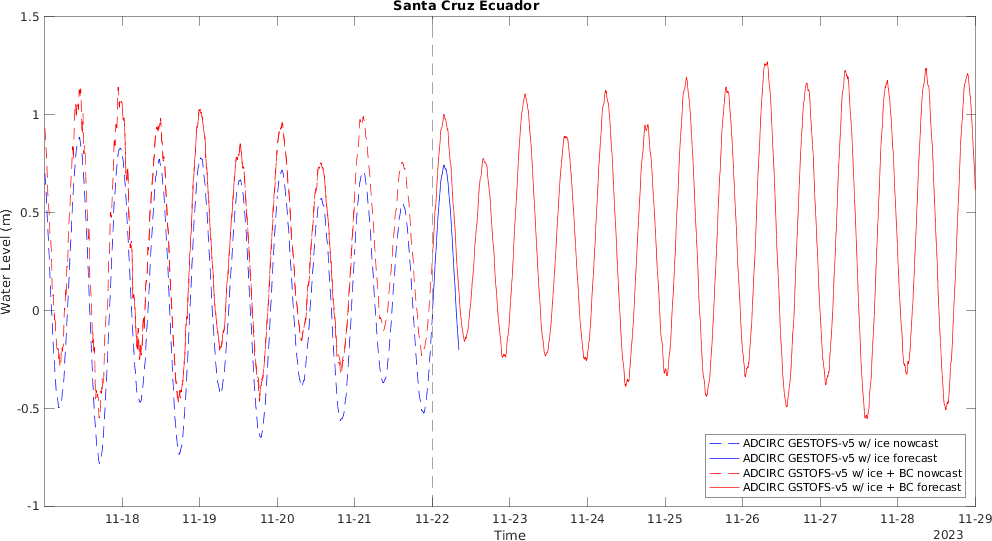 Santa Cruz Ecuador
1.5
1
0.5
0
-0.5
-1
Water Level (m)
ADCIRC GESTOFS-v5 w/ ice nowcast
ADCIRC GESTOFS-v5 w/ ice forecast
ADCIRC GSTOFS-v5 w/ ice + BC nowcast
ADCIRC GSTOFS-v5 w/ ice + BC forecast
11-18 11-19 11-20 11-21 11-22 11-23 11-24 11-25 11-26 11-27 11-28 11-29
Time
2023